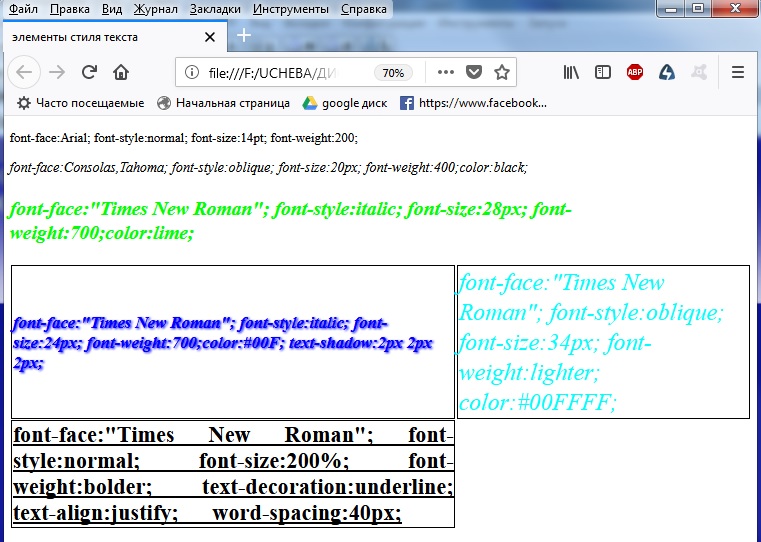 Файл Правка Вид Журнал Закладки Инструменты Справка
элементы стиля текста
file:///F:/UCHEBA/ДИ 70%
ABP
Часто посещаемые Начальная страница google диск https://www.facebook...
font-face:Arial; font-style:normal; font-size:14pt; font-weight:200;
font-face:Consolas,Tahoma; font-style:oblique; font-size:20px; font-weight:400;color:black;
font-face:"Times New Roman"; font-style:italic; font-size:28px; font-
weight:700;color:lime;
font-face:"Times New Roman"; font-style:italic; font-
size:24px; font-weight:700;color:#00F; text-shadow:2px 2px
2px;
font-face:"Times New
Roman"; font-style:oblique;
font-size:34px; font-
weight:lighter;
color:#00FFFF;
font-face:"Times New Roman"; font-
style:normal; font-size:200%; font-
weight:bolder; text-decoration:underline;
text-align:justify; word-spacing:40px;